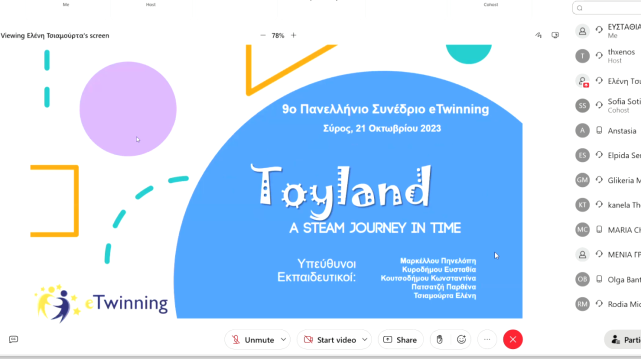 Me
Host
Cohost
Viewing Ελένη Τσιαμούρτα's screen
78%
9ο Πανελλήνιο Συνέδριο eTwinning
Σύρος, 21 Οκτωβρίου 2023
Toyland
A STEAM JOURNEY IN TIME
Υπεύθυνοι
Εκπαιδευτικοί:
Μαρκέλλου Πηνελόπη
Κυροδήμου Ευσταθία
Κουτσοδήμου Κωνσταντίνα
Πατσατζή Παρθένα
Τσιαμούρτα Ελένη
eTwinning
Unmute
Start video
Share
ΕΥΣΤΑΘΙΑ
Me
thxenos
Host
Ελένη Τσι
SS
Sofia Soti
Cohost
A
Anstasia
ES
Elpida Se
GM
Glikeria M
KT
kanela Th
MC
MARIA CH
ΜΕΝΙΑ ΓΡ
OB
Olga Bant
RM
Rodia Mic
Parti